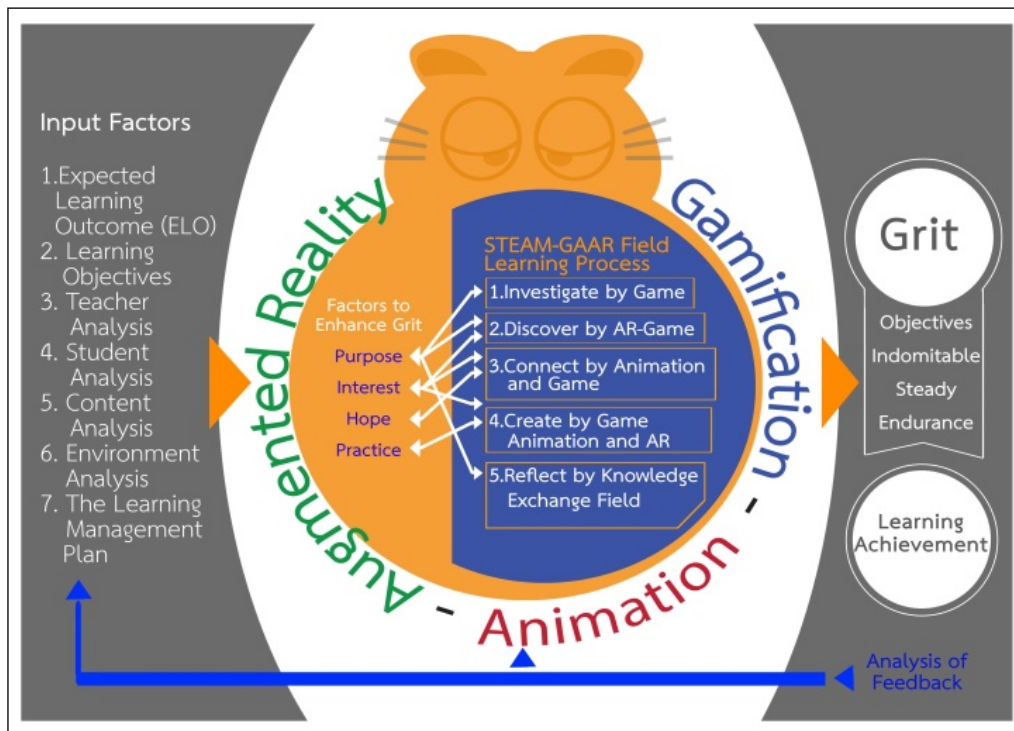 Input Factors
1.Expected
Learning
Outcome (ELO)
2. Learning
Objectives
3. Teacher
Analysis
4. Student
Analysis
5. Content
Analysis
6. Environment
Analysis
7. The Learning
Management
Plan
Augmented Reality - Animation - Gamification
Factors to
Enhance Grit
Purpose
Interest
Hope
Practice
STEAM-GAAR Field
Learning Process
1.Investigate by Game
2.Discover by AR-Game
3.Connect by Animation
and Game
4.Create by Game
Animation and AR
5.Reflect by Knowledge
Exchange Field
Grit
Objectives
Indomitable
Steady
Endurance
Learning
Achievement
Analysis of
Feedback